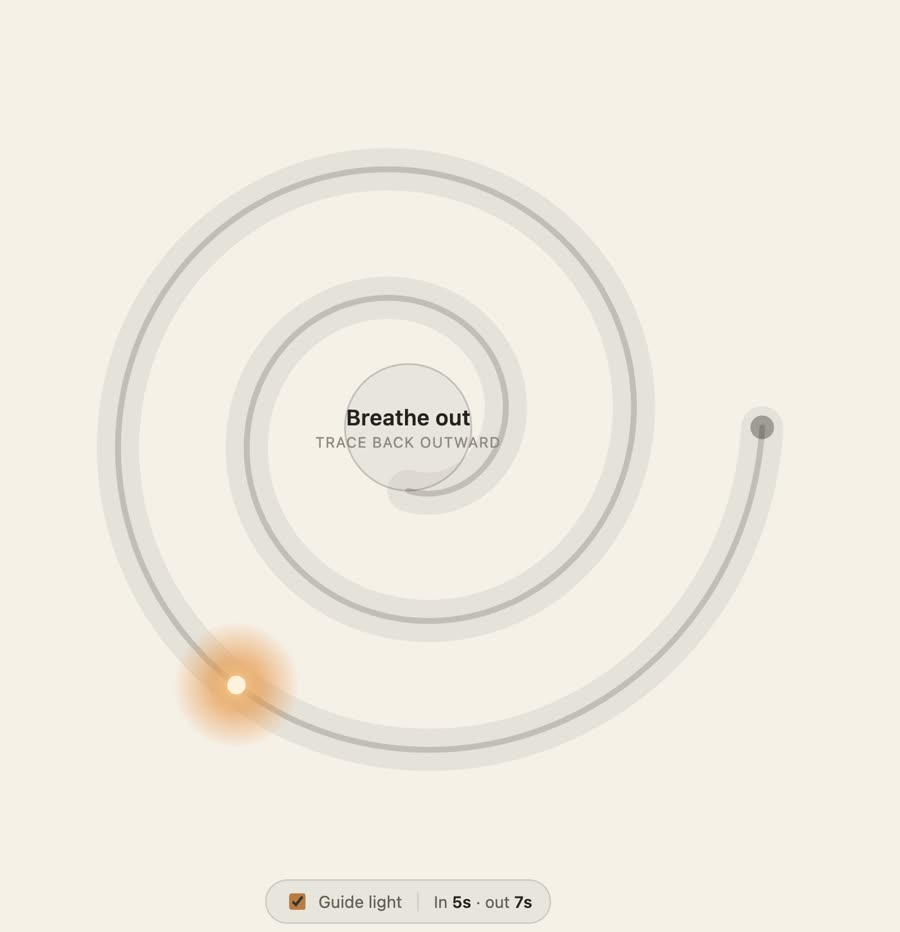 Breathe out
TRACE BACK OUTWARD
Guide light In 5s · out 7s